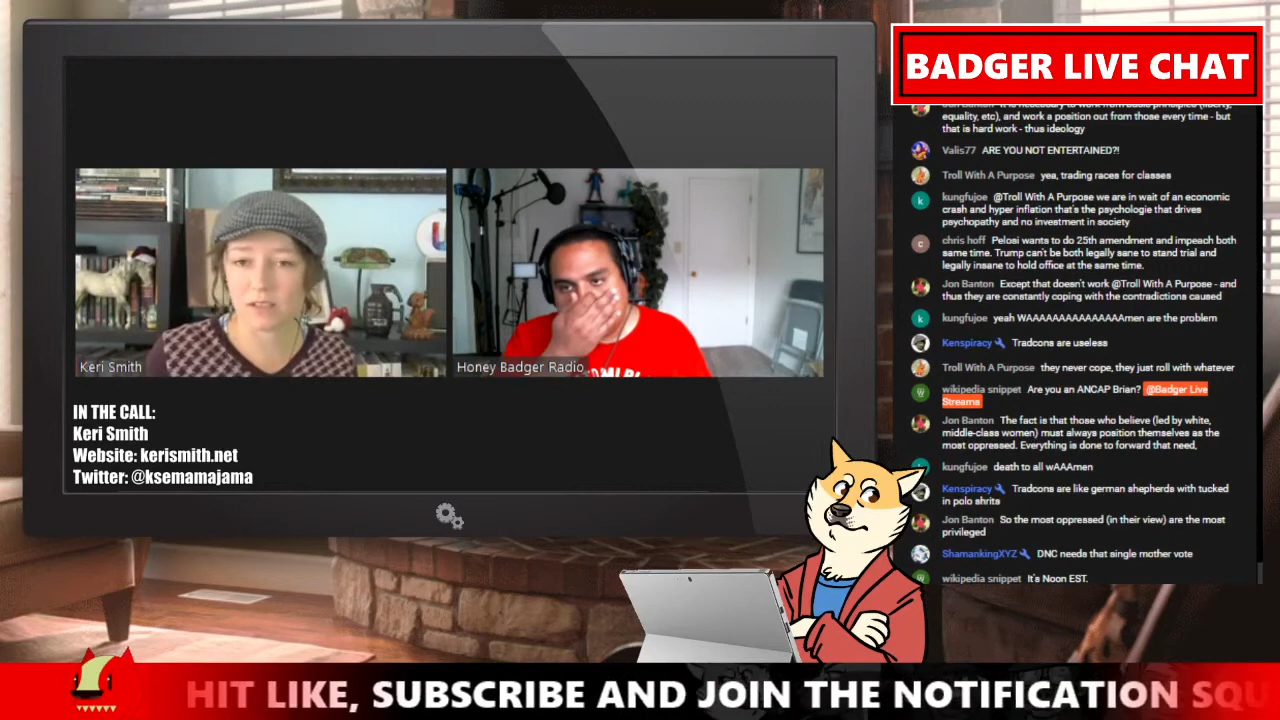 BADGER LIVE CHAT
equality, etc), and work a position out from those every time - but
that is hard work - thus ideology
Valis77 ARE YOU NOT ENTERTAINED?!
Troll With A Purpose yea, trading races for classes
kungfujoe @Troll With A Purpose we are in wait of an economic
crash and hyper inflation that's the psychologie that drives
psychopathy and no investment in society
chris hoff Pelosi wants to do 25th amendment and impeach both
same time. Trump can't be both legally sane to stand trial and
legally insane to hold office at the same time.
Jon Banton Except that doesn't work @Troll With A Purpose - and
thus they are constantly coping with the contradictions caused
kungfujoe yeah WAAAAAAAAAAAAAAmen are the problem
Kenspiracy Tradcons are useless
Troll With A Purpose they never cope, they just roll with whatever
wikipedia snippet Are you an ANCAP Brian? @Badger Live
Streama
Jon Banton The fact is that those who believe (led by white,
middle-class women) must always position themselves as the
most oppressed. Everything is done to forward that need,
kungfujoe death to all wAAAmen
Kenspiracy Tradcons are like german shepherds with tucked
in polo shrits
Jon Banton So the most oppressed (in their view) are the most
privileged
ShamankingXYZ DNC needs that single mother vote
wikipedia snippet It's Noon EST.
Keri Smith
Honey Badger Radio
IN THE CALL:
Keri Smith
Website: kerismith.net
Twitter: @ksemamajama
HIT LIKE, SUBSCRIBE AND JOIN THE NOTIFICATION SQU